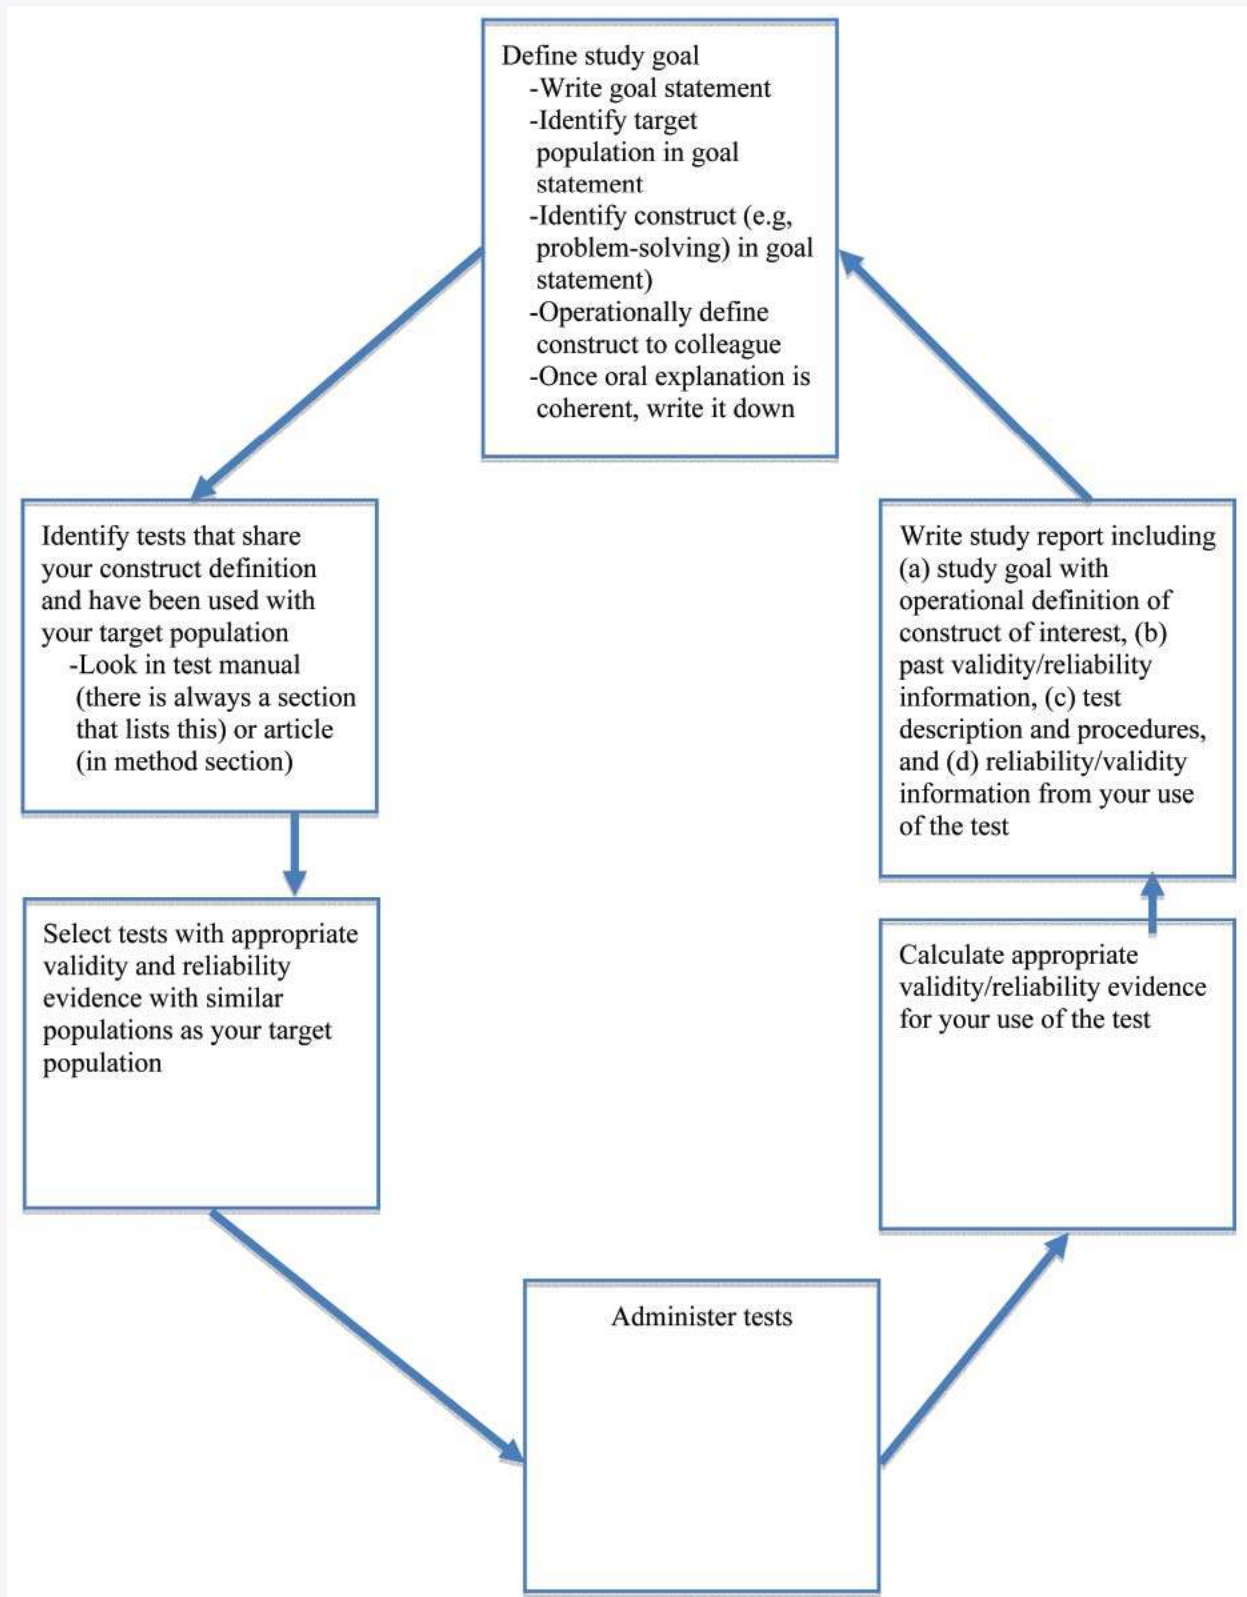 Define study goal
-Write goal statement
-Identify target
population in goal
statement
-Identify construct (e.g,
problem-solving) in goal
statement)
-Operationally define
construct to colleague
-Once oral explanation is
coherent, write it down
Identify tests that share
your construct definition
and have been used with
your target population
-Look in test manual
(there is always a section
that lists this) or article
(in method section)
Select tests with appropriate
validity and reliability
evidence with similar
populations as your target
population
Administer tests
Calculate appropriate
validity/reliability evidence
for your use of the test
Write study report including
(a) study goal with
operational definition of
construct of interest, (b)
past validity/reliability
information, (c) test
description and procedures,
and (d) reliability/validity
information from your use
of the test